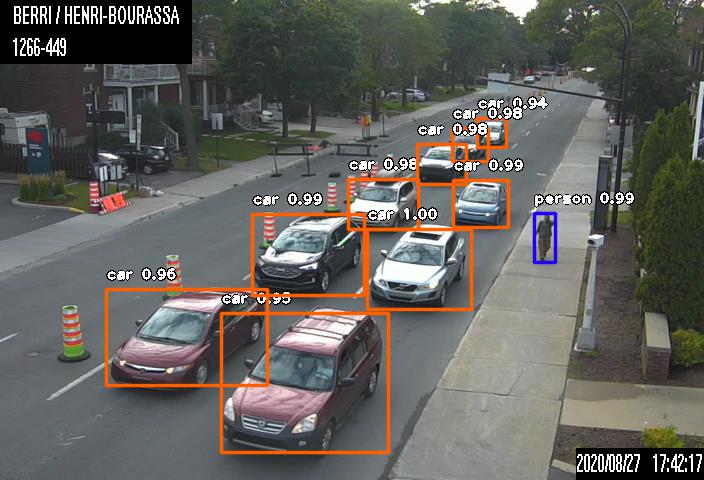 BERRI / HENRI-BOURASSA
1266-449
car 0.94
car 0.98
car 0.98
car 0.98
car 0.99
person 0.99
car 0.99
car 1.00
car 0.96
car 0.95
2020/08/27 17:42:17